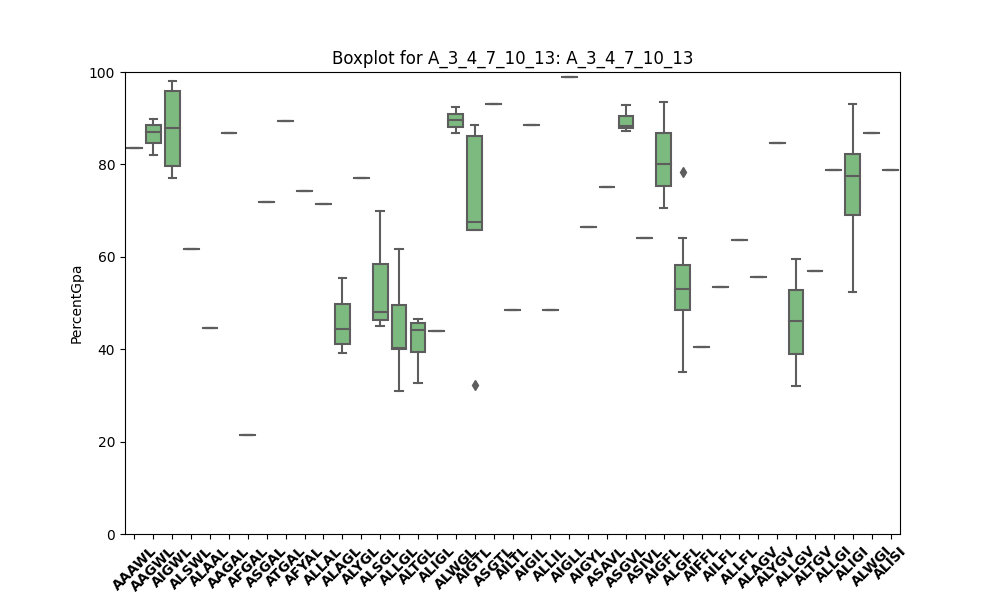 Boxplot for A_3_4_7_10_13: A_3_4_7_10_13
100
80
60
40
20
0
PercentGpa
AAAWL
AAGWL
AIGWL
ALSWL
ALAAL
AAGAL
AFGAL
ASGAL
ATGAL
AFYAL
ALLAL
ALAGL
ALYGL
ALSGL
ALLGL
ALTGL
ALIGL
ALWGL
AIGTL
ASGTL
AILTL
AIGIL
ALLIL
AIGLL
AIGYL
ASAVL
ASGVL
ASIVL
AIGFL
ALGFL
AIFFL
AILFL
ALLFL
ALAGV
ALYGV
ALLGV
ALTGV
ALLGI
ALIGI
ALWGI
ALISI